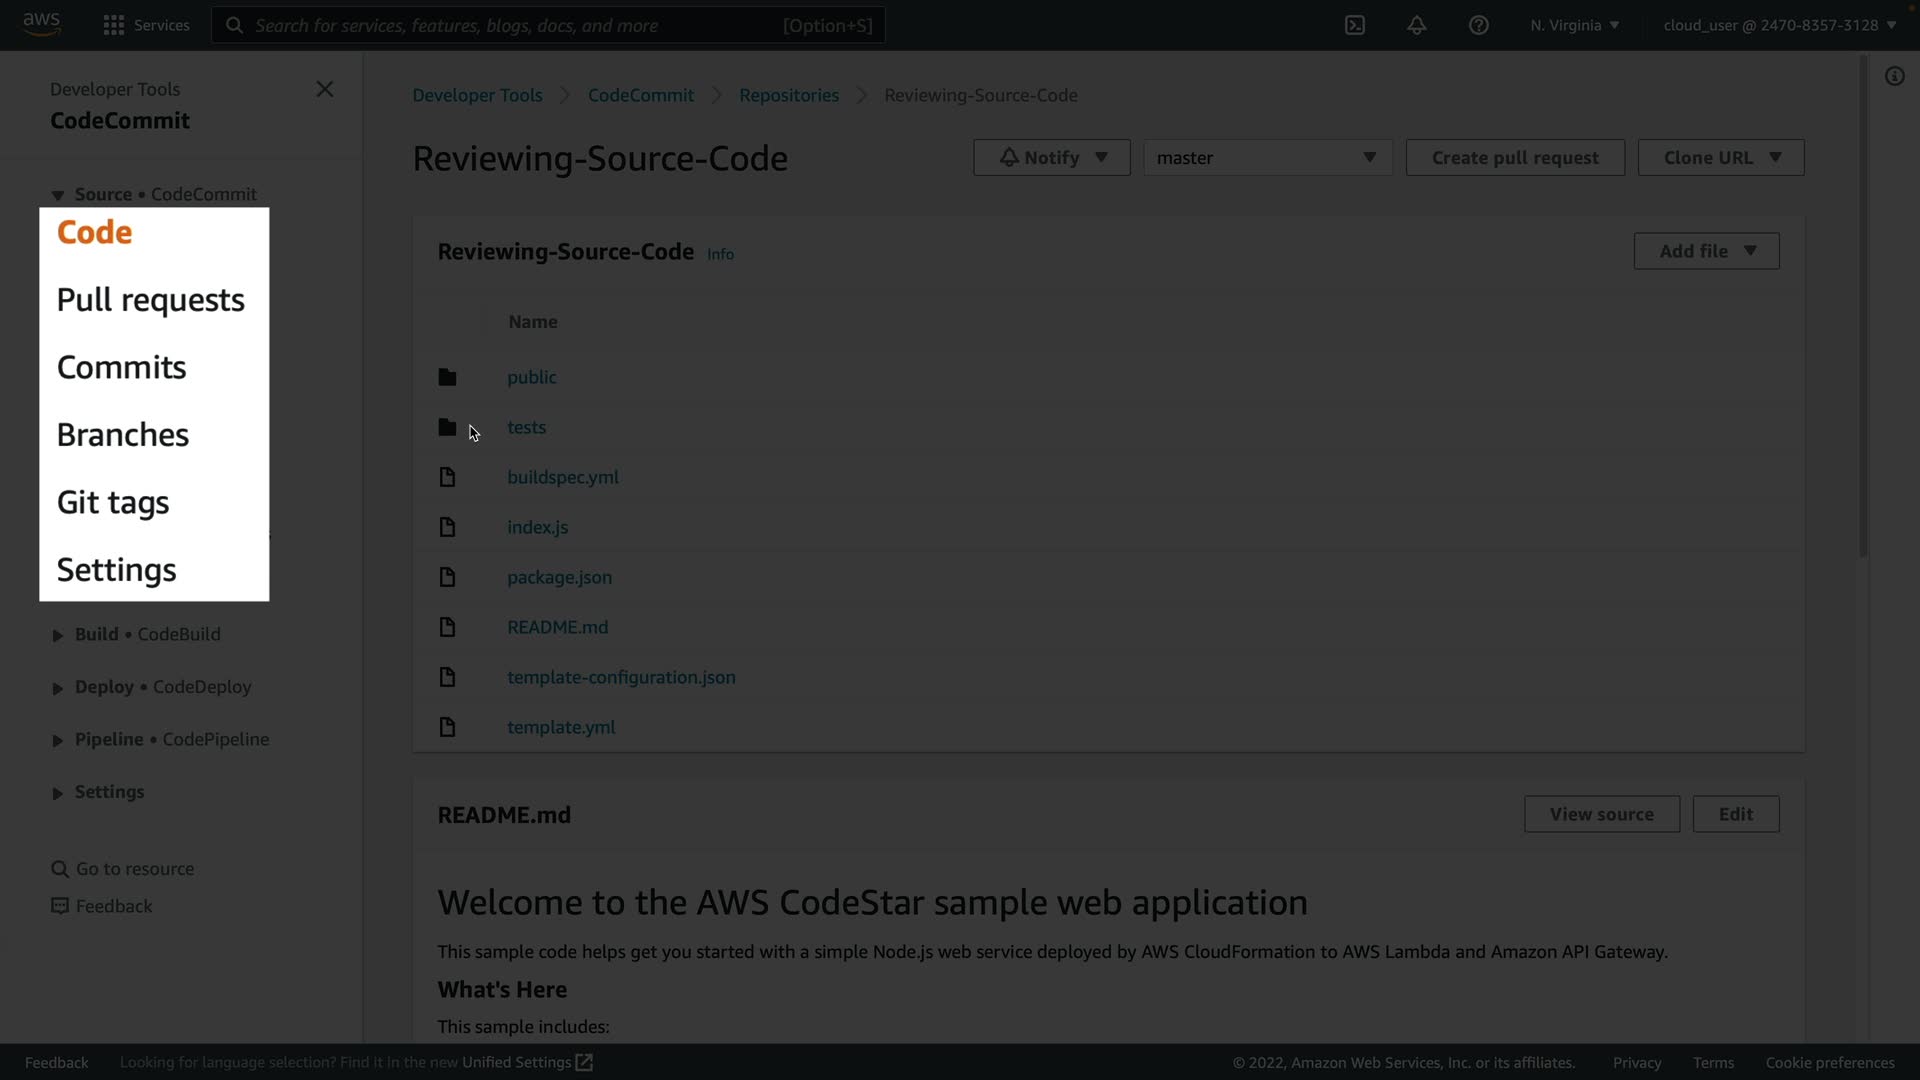 aws
Services
Search for services, features, blogs, docs, and more [Option+S]
N. Virginia
cloud_user @ 2470-8357-3128
Developer Tools
CodeCommit
Source • CodeCommit
Code
Pull requests
Commits
Branches
Git tags
Settings
Build • CodeBuild
Deploy • CodeDeploy
Pipeline • CodePipeline
Settings
Go to resource
Feedback
Developer Tools
CodeCommit
Repositories
Reviewing-Source-Code
Reviewing-Source-Code
Notify
master
Create pull request
Clone URL
Reviewing-Source-Code Info
Add file
Name
public
tests
buildspec.yml
index.js
package.json
README.md
template-configuration.json
template.yml
README.md
View source
Edit
Welcome to the AWS CodeStar sample web application
This sample code helps get you started with a simple Node.js web service deployed by AWS CloudFormation to AWS Lambda and Amazon API Gateway.
What's Here
This sample includes:
Feedback
Looking for language selection? Find it in the new Unified Settings
© 2022, Amazon Web Services, Inc. or its affiliates.
Privacy
Terms
Cookie preferences